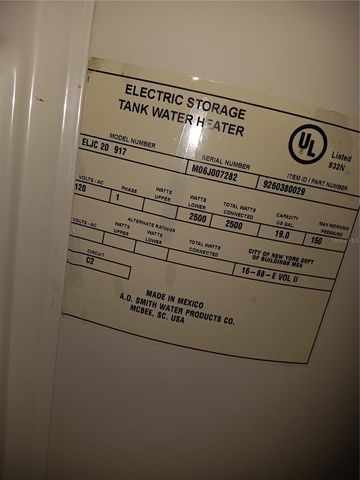 ELECTRIC STORAGE
TANK WATER HEATER
UL
Listed
932N
MODEL NUMBER
SERIAL NUMBER
ITEM ID / PART NUMBER
ELJC 20 917
M06J007282
9260380029
VOLTS - AC
PHASE
WATTS UPPER
WATTS LOWER
TOTAL WATTS CONNECTED
CAPACITY US GAL
MAX WORKING PRESSURE
120
1
2500
2500
19.0
150
ALTERNATE RATINGS
VOLTS - AC
WATTS UPPER
WATTS LOWER
TOTAL WATTS CONNECTED
CITY OF NEW YORK DEPT
OF BUILDINGS MEA
16-88-E VOL II
CIRCUIT
C2
MADE IN MEXICO
A.O. SMITH WATER PRODUCTS CO.
MCBEE, SC. USA